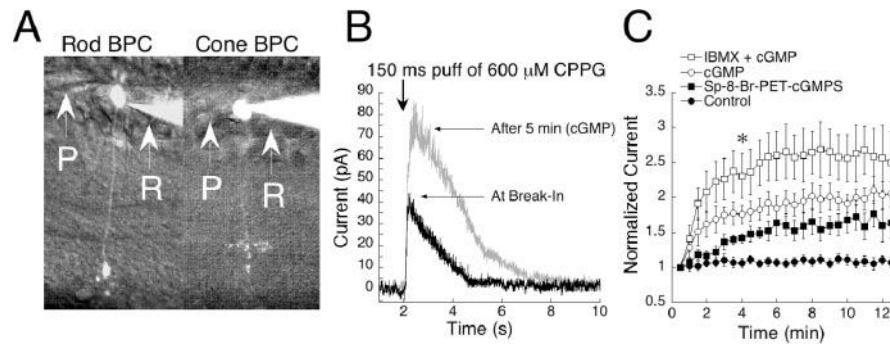 A
Rod BPC
Cone BPC
P
R
P
R
B
150 ms puff of 600 μM CPPG
90
80
70
60
50
40
30
20
10
0
Current (pA)
After 5 min (cGMP)
At Break-In
2
4
6
8
10
Time (s)
C
IBMX + cGMP
cGMP
Sp-8-Br-PET-cGMPS
Control
3
2.5
2
1.5
1
0.5
Normalized Current
*
0
2
4
6
8
10
12
Time (min)